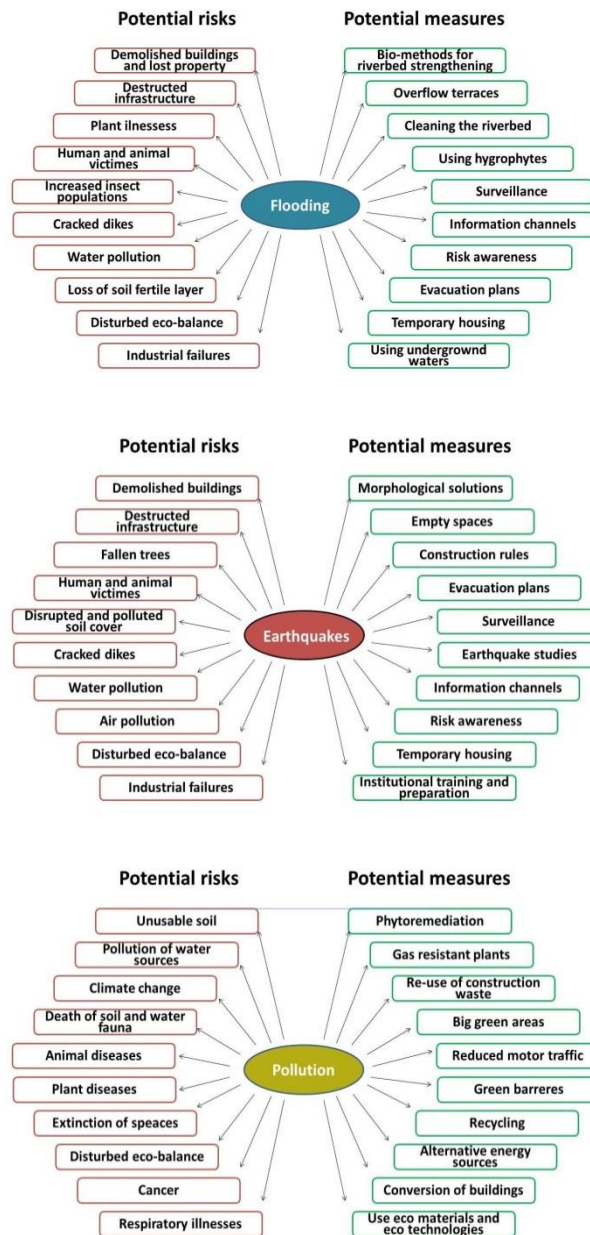 Potential risks
Potential measures
Demolished buildings
and lost property
Destructed
infrastructure
Plant ilnessess
Human and animal
victimes
Increased insect
populations
Cracked dikes
Water pollution
Loss of soil fertile layer
Disturbed eco-balance
Industrial failures
Flooding
Bio-methods for
riverbed strengthening
Overflow terraces
Cleaning the riverbed
Using hygrophytes
Surveillance
Information channels
Risk awareness
Evacuation plans
Temporary housing
Using undergrownd
waters
Potential risks
Potential measures
Demolished buildings
Destructed
infrastructure
Fallen trees
Human and animal
victimes
Disrupted and polluted
soil cover
Cracked dikes
Water pollution
Air pollution
Disturbed eco-balance
Industrial failures
Earthquakes
Morphological solutions
Empty spaces
Construction rules
Evacuation plans
Surveillance
Earthquake studies
Information channels
Risk awareness
Temporary housing
Institutional training and
preparation
Potential risks
Potential measures
Unusable soil
Pollution of water
sources
Climate change
Death of soil and water
fauna
Animal diseases
Plant diseases
Extinction of speaces
Disturbed eco-balance
Cancer
Respiratory illnesses
Pollution
Phytoremediation
Gas resistant plants
Re-use of construction
waste
Big green areas
Reduced motor traffic
Green barreres
Recycling
Alternative energy
sources
Conversion of buildings
Use eco materials and
eco technologies